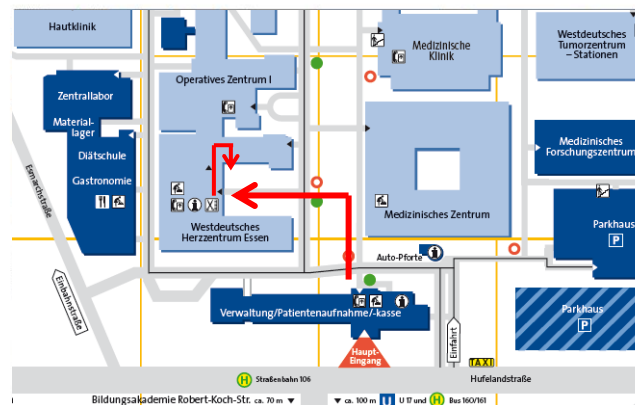 Hautklinik
Westdeutsches
Tumorzentrum
– Stationen
Medizinische
Klinik
Operatives Zentrum I
Zentrallabor
Material-
lager
Diätschule
Gastronomie
Medizinisches
Forschungszentrum
Esmarchstraße
Medizinisches Zentrum
Westdeutsches
Herzzentrum Essen
Parkhaus
P
Auto-Pforte
Einbahnstraße
Verwaltung/Patientenaufnahme/-kasse
Parkhaus
P
Einfahrt
Haupt-
Eingang
TAXI
H Straßenbahn 106
Hufelandstraße
Bildungsakademie Robert-Koch-Str. ca. 70 m ▼
▼ ca. 100 m U U 17 und H Bus 160/161